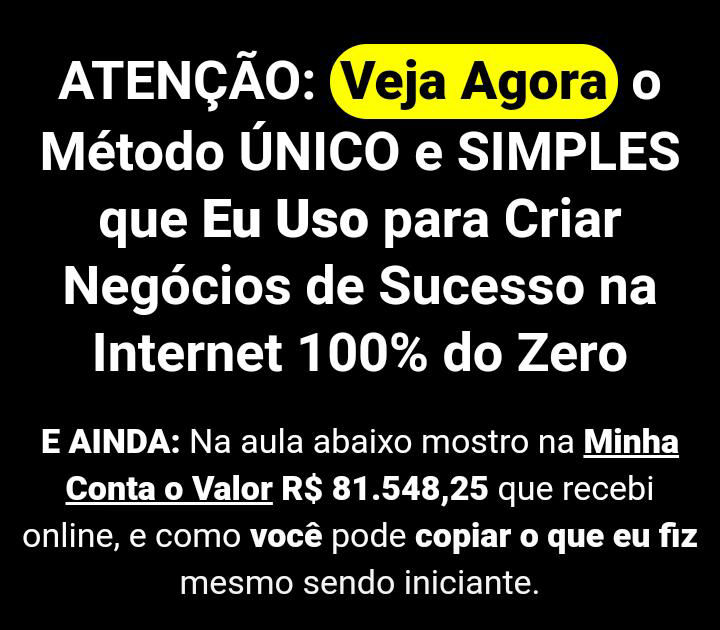 ATENÇÃO: Veja Agora o
Método ÚNICO e SIMPLES
que Eu Uso para Criar
Negócios de Sucesso na
Internet 100% do Zero
E AINDA: Na aula abaixo mostro na Minha
Conta o Valor R$ 81.548,25 que recebi
online, e como você pode copiar o que eu fiz
mesmo sendo iniciante.